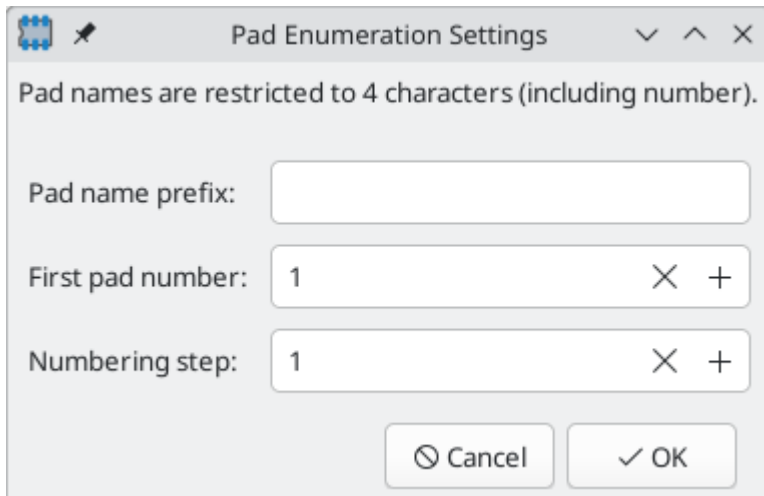 Pad Enumeration Settings
Pad names are restricted to 4 characters (including number).
Pad name prefix:
First pad number: 1
Numbering step: 1
Cancel OK